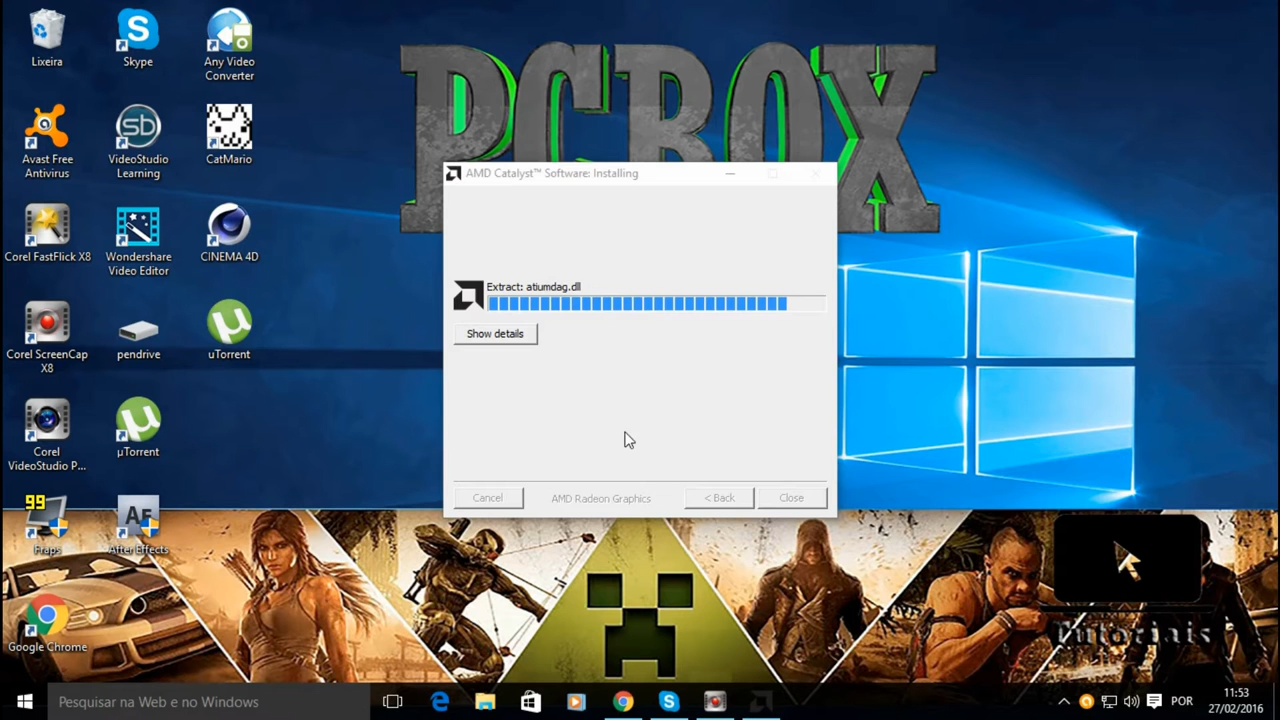 PCBOX
Lixeira
Skype
Any Video
Converter
Avast Free
Antivirus
sb
VideoStudio
Learning
CatMario
Corel FastFlick X8
Wondershare
Video Editor
CINEMA 4D
Corel ScreenCap
X8
pendrive
uTorrent
Corel
VideoStudio P...
µTorrent
99
Fraps
AF
After Effects
Google Chrome
AMD Catalyst™ Software: Installing
Extract: atiumdag.dll
Show details
Cancel
AMD Radeon Graphics
< Back
Close
Tutoriais
Pesquisar na Web e no Windows
POR
11:53
27/02/2016